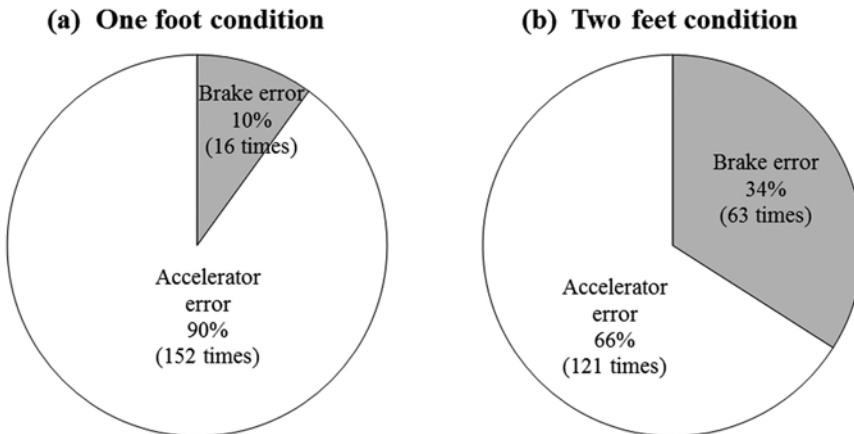 (a) One foot condition
Brake error
10%
(16 times)
Accelerator
error
90%
(152 times)
(b) Two feet condition
Brake error
34%
(63 times)
Accelerator
error
66%
(121 times)